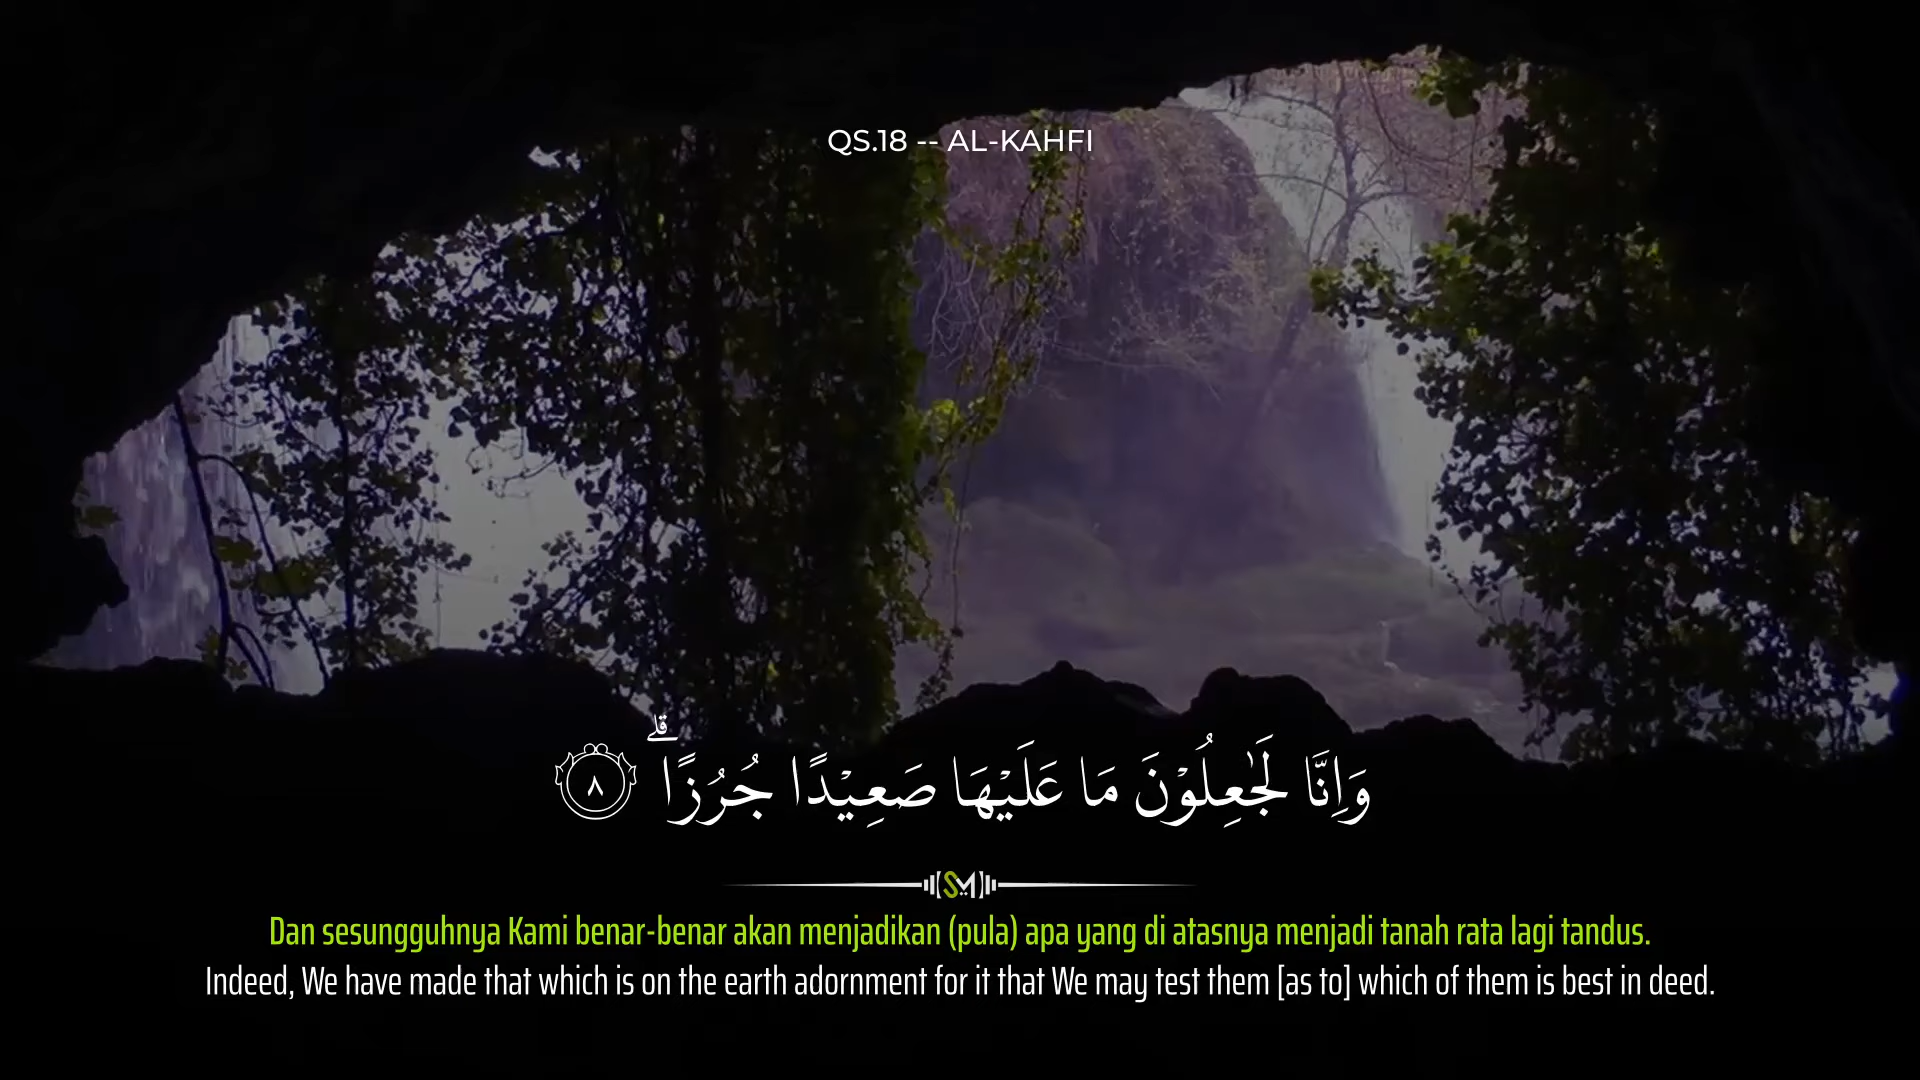 QS.18 -- AL-KAHFI
وَاِنَّا لَجٰعِلُوْنَ مَا عَلَيْهَا صَعِيْدًا جُرُزًاۗ ٨
SM
Dan sesungguhnya Kami benar-benar akan menjadikan (pula) apa yang di atasnya menjadi tanah rata lagi tandus.
Indeed, We have made that which is on the earth adornment for it that We may test them [as to] which of them is best in deed.